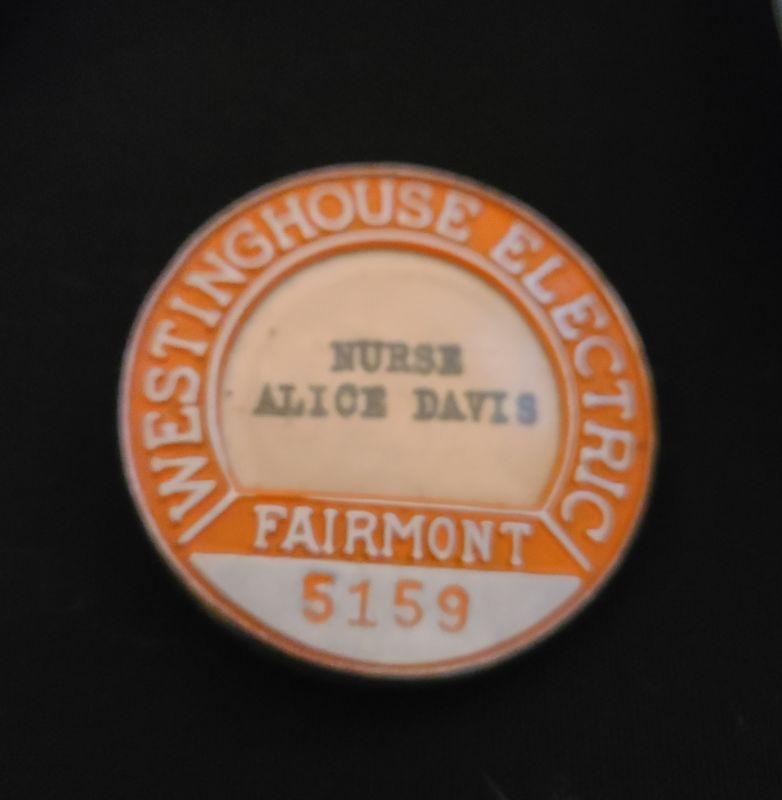 WESTINGHOUSE ELECTRIC
NURSE
ALICE DAVIS
FAIRMONT
5159